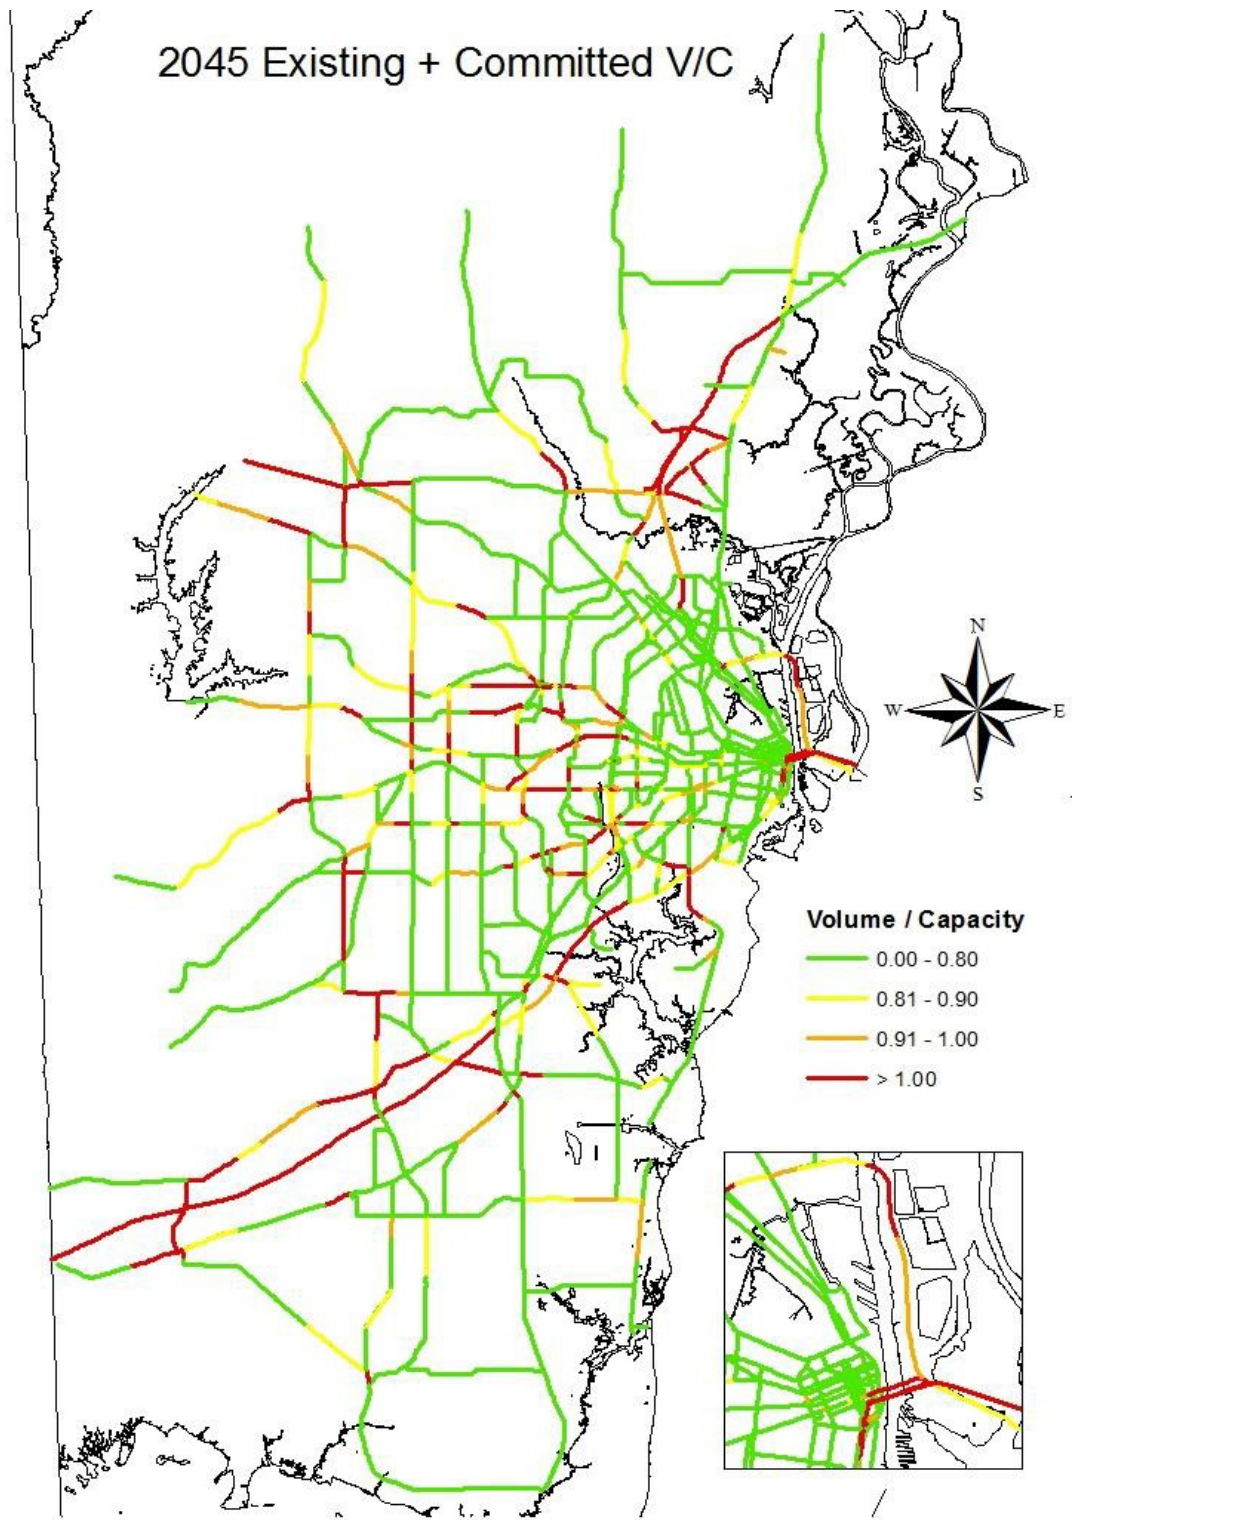 2045 Existing + Committed V/C
N
W
E
S
Volume / Capacity
0.00 - 0.80
0.81 - 0.90
0.91 - 1.00
> 1.00